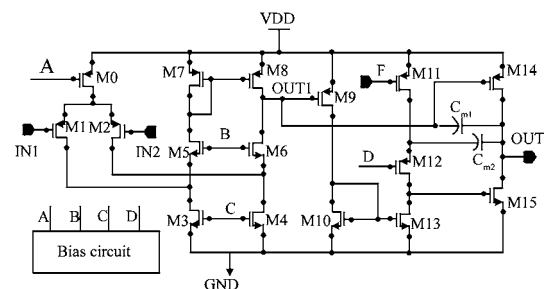 VDD
A
M0
M7
M8
OUT1
M9
F
M11
M14
M1
M2
IN1
IN2
B
M5
M6
Cm1
D
M12
Cm2
OUT
M15
C
M3
M4
M10
M13
A B C D
Bias circuit
GND